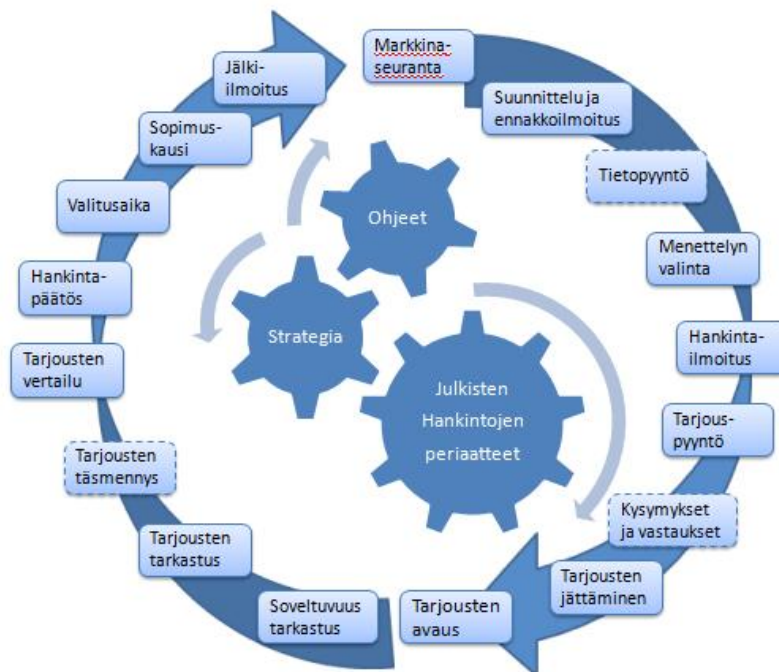 Markkina-
seuranta
Suunnittelu ja
ennakkoilmoitus
Tietopyyntö
Menettelyn
valinta
Hankinta-
ilmoitus
Tarjous-
pyyntö
Kysymykset
ja vastaukset
Tarjousten
jättäminen
Tarjousten
avaus
Soveltuvuus
tarkastus
Tarjousten
tarkastus
Tarjousten
täsmennys
Tarjousten
vertailu
Hankinta-
päätös
Valitusaika
Sopimus-
kausi
Jälki-
ilmoitus
Ohjeet
Strategia
Julkisten
Hankintojen
periaatteet